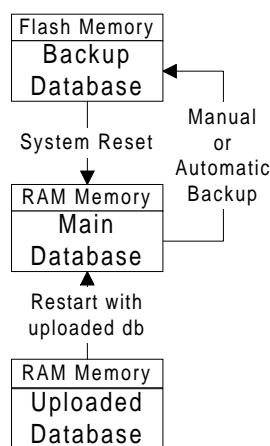 Flash Memory
Backup
Database
System Reset
Manual
or
Automatic
Backup
RAM Memory
Main
Database
Restart with
uploaded db
RAM Memory
Uploaded
Database